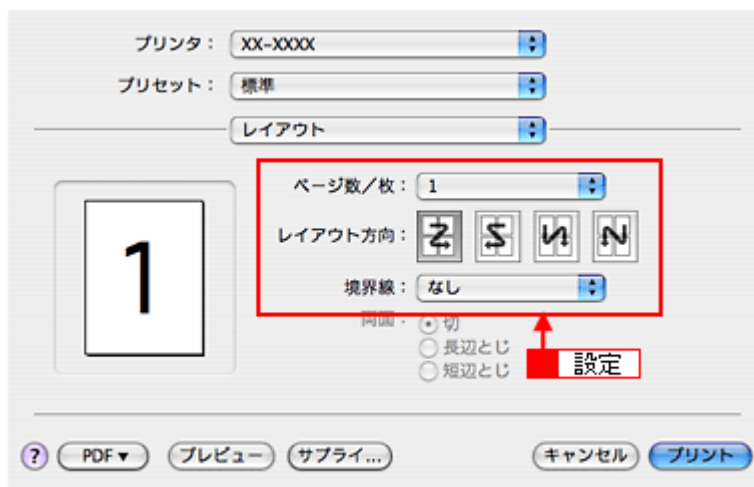 プリンタ： XX-XXXX
プリセット： 標準
レイアウト
1
ページ数／枚： 1
レイアウト方向：
境界線： なし
両面： 切
長辺とじ
短辺とじ
設定
? PDF▼ プレビュー サプライ... キャンセル プリント